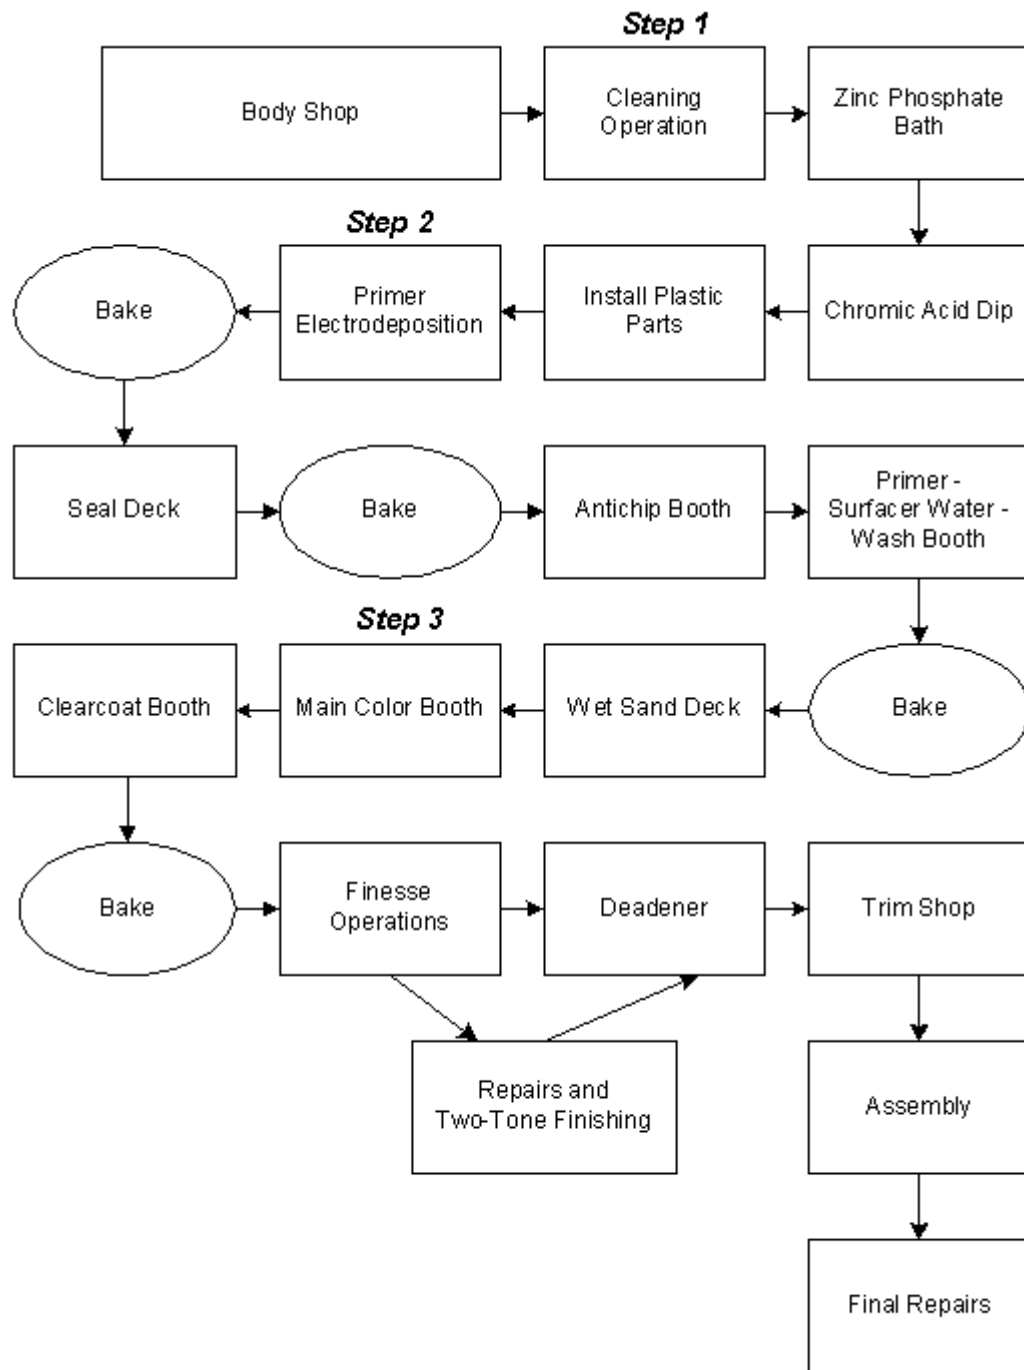 Step 1
Body Shop
Cleaning
Operation
Zinc Phosphate
Bath
Step 2
Bake
Primer
Electrodeposition
Install Plastic
Parts
Chromic Acid Dip
Seal Deck
Bake
Antichip Booth
Primer -
Surfacer Water -
Wash Booth
Step 3
Clearcoat Booth
Main Color Booth
Wet Sand Deck
Bake
Bake
Finesse
Operations
Deadener
Trim Shop
Repairs and
Two-Tone Finishing
Assembly
Final Repairs